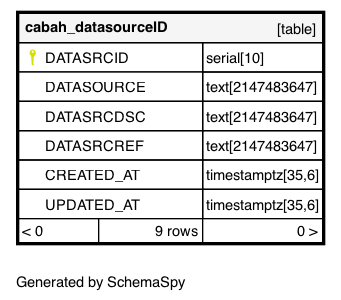 cabah_datasourceID [table]
DATASRCID serial[10]
DATASOURCE text[2147483647]
DATASRCDSC text[2147483647]
DATASRCREF text[2147483647]
CREATED_AT timestamptz[35,6]
UPDATED_AT timestamptz[35,6]
< 0 9 rows 0 >
Generated by SchemaSpy